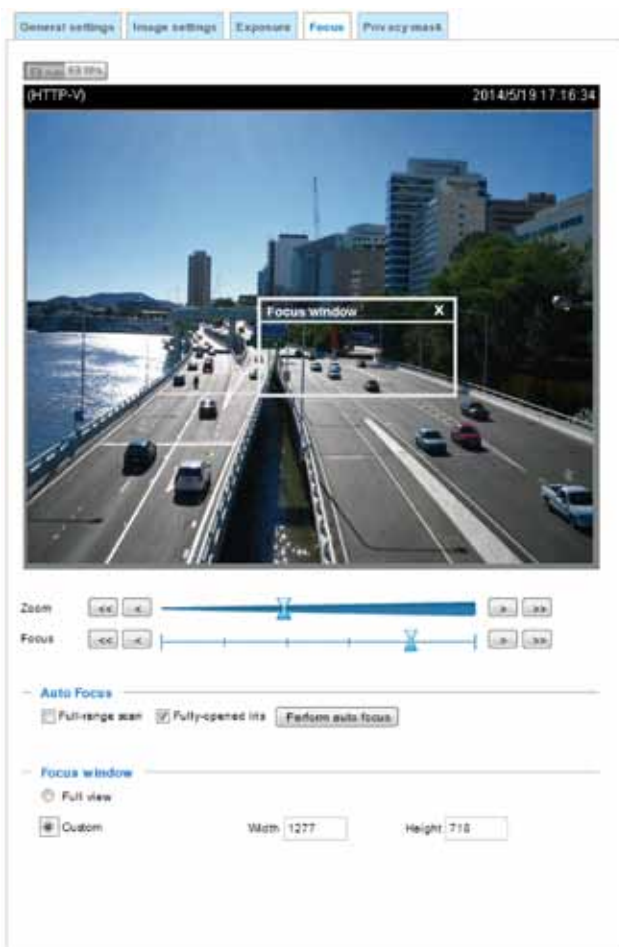 General settings Image settings Exposure Focus Privacy mask
(HTTP-V) 2014/5/19 17:16:34
Focus window X
Zoom << < > >>
Focus << < > >>
Auto Focus
Full-range scan Fully-opened iris Perform auto focus
Focus window
Full view
Custom Width 1277 Height 718